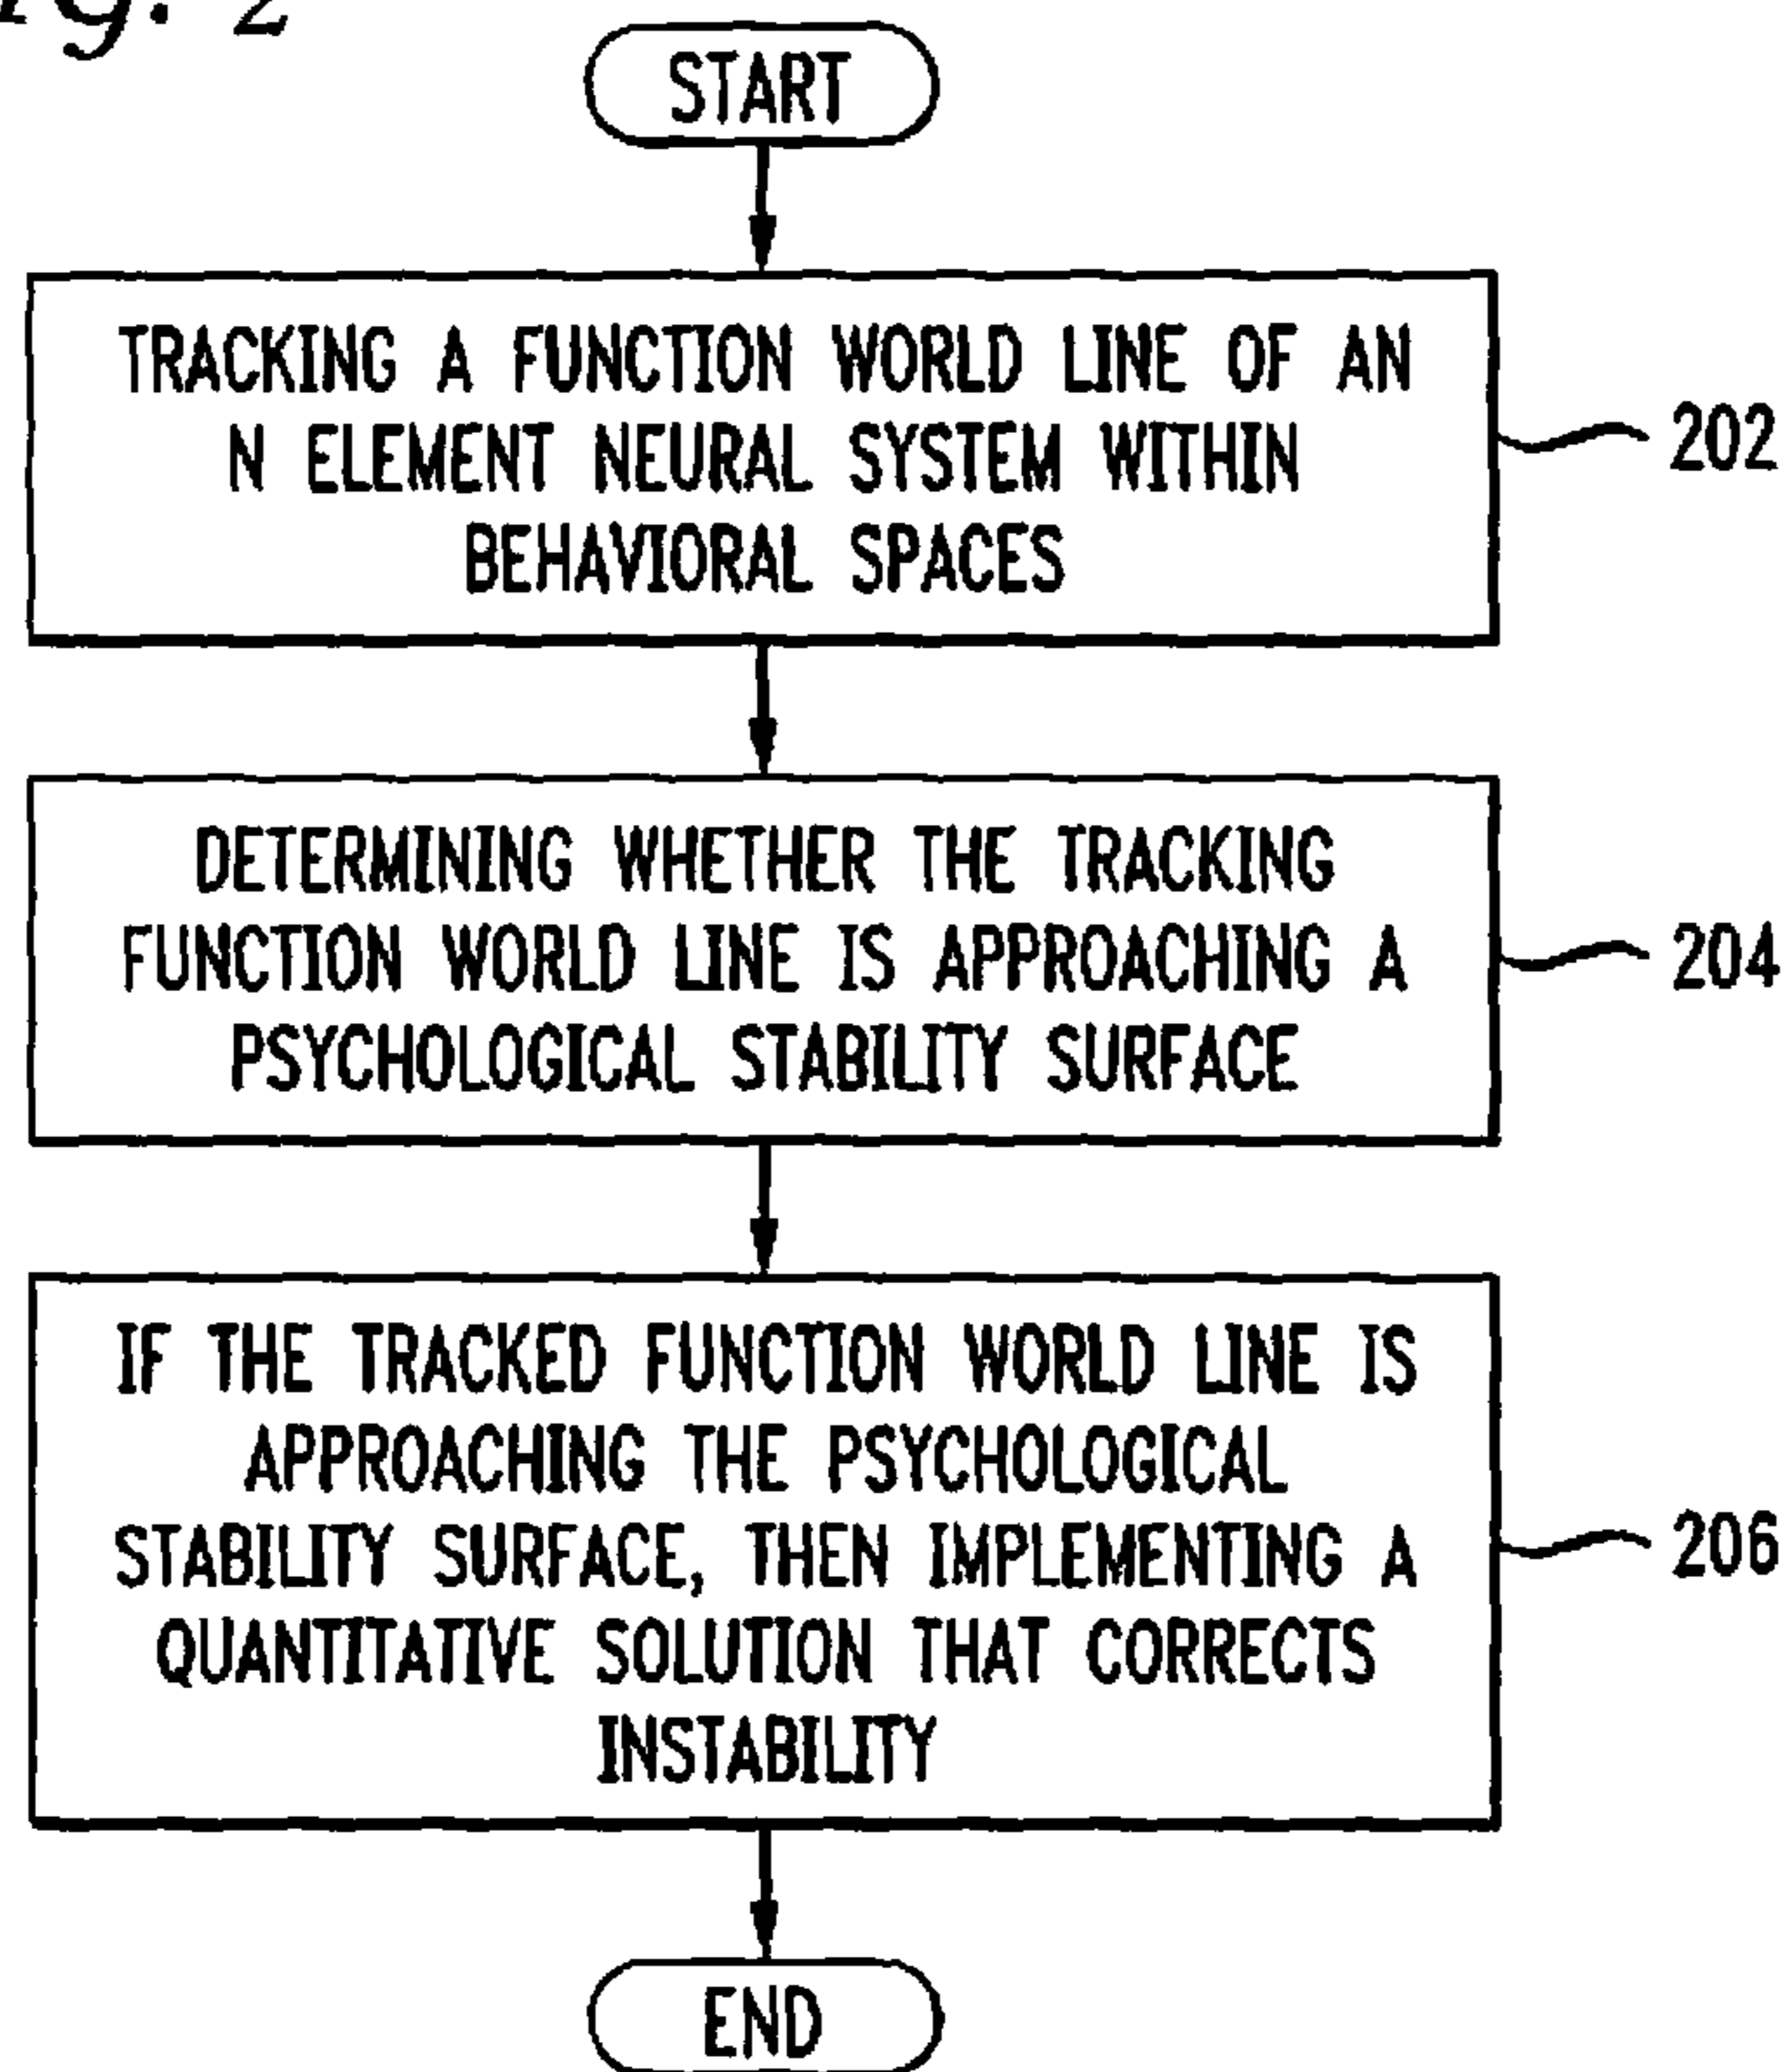 Fig. 2
START
TRACKING A FUNCTION WORLD LINE OF AN
N ELEMENT NEURAL SYSTEM WITHIN
BEHAVIORAL SPACES
202
DETERMINING WHETHER THE TRACKING
FUNCTION WORLD LINE IS APPROACHING A
PSYCHOLOGICAL STABILITY SURFACE
204
IF THE TRACKED FUNCTION WORLD LINE IS
APPROACHING THE PSYCHOLOGICAL
STABILITY SURFACE, THEN IMPLEMENTING A
QUANTITATIVE SOLUTION THAT CORRECTS
INSTABILITY
206
END